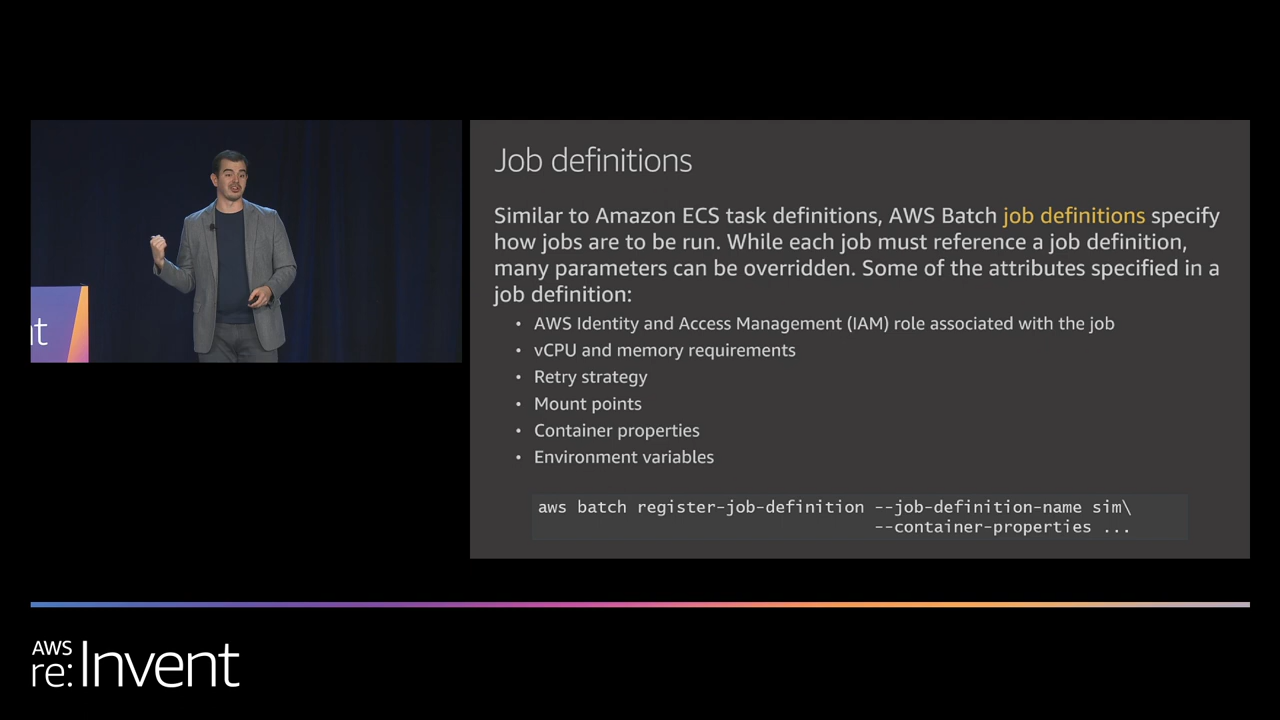 Job definitions
Similar to Amazon ECS task definitions, AWS Batch job definitions specify
how jobs are to be run. While each job must reference a job definition,
many parameters can be overridden. Some of the attributes specified in a
job definition:
• AWS Identity and Access Management (IAM) role associated with the job
• vCPU and memory requirements
• Retry strategy
• Mount points
• Container properties
• Environment variables
aws batch register-job-definition --job-definition-name sim\
--container-properties ...
nt
AWS
re:Invent